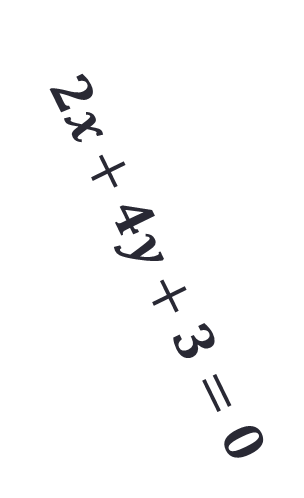 2x + 4y + 3 = 0